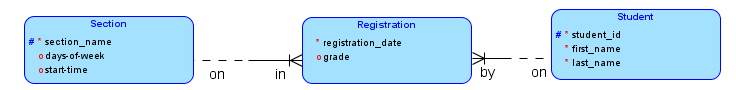 Section
# * section_name
o days-of-week
o start-time
on
in
Registration
* registration_date
o grade
by
on
Student
# * student_id
* first_name
* last_name